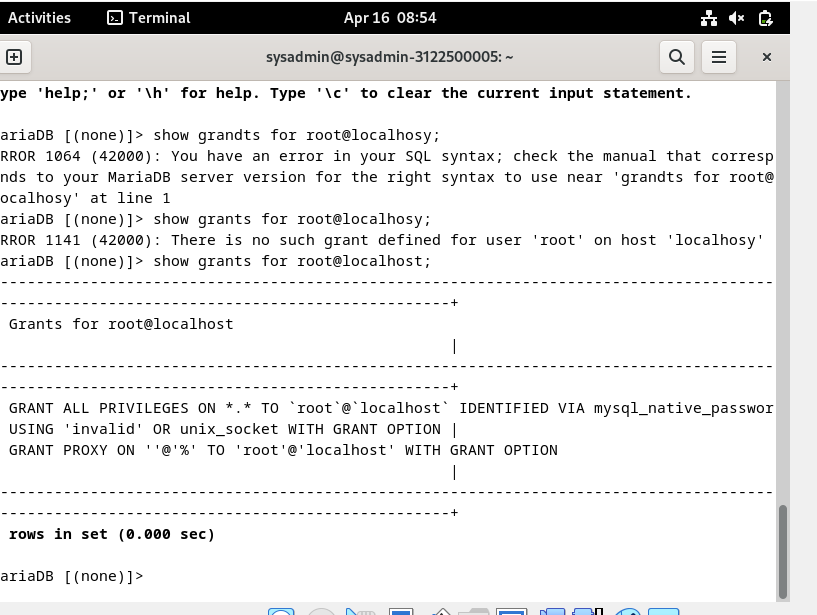 Activities
Terminal
Apr 16 08:54
sysadmin@sysadmin-3122500005: ~
ype 'help;' or '\h' for help. Type '\c' to clear the current input statement.
ariaDB [(none)]> show grandts for root@localhosy;
RROR 1064 (42000): You have an error in your SQL syntax; check the manual that corresp
nds to your MariaDB server version for the right syntax to use near 'grandts for root@
ocalhosy' at line 1
ariaDB [(none)]> show grants for root@localhosy;
RROR 1141 (42000): There is no such grant defined for user 'root' on host 'localhosy'
ariaDB [(none)]> show grants for root@localhost;
--------------------------------------------------------------------------------------
--------------------------------------------------+
Grants for root@localhost
|
--------------------------------------------------------------------------------------
--------------------------------------------------+
GRANT ALL PRIVILEGES ON *.* TO `root`@`localhost` IDENTIFIED VIA mysql_native_passwor
USING 'invalid' OR unix_socket WITH GRANT OPTION |
GRANT PROXY ON ''@'%' TO 'root'@'localhost' WITH GRANT OPTION
|
--------------------------------------------------------------------------------------
--------------------------------------------------+
rows in set (0.000 sec)
ariaDB [(none)]>